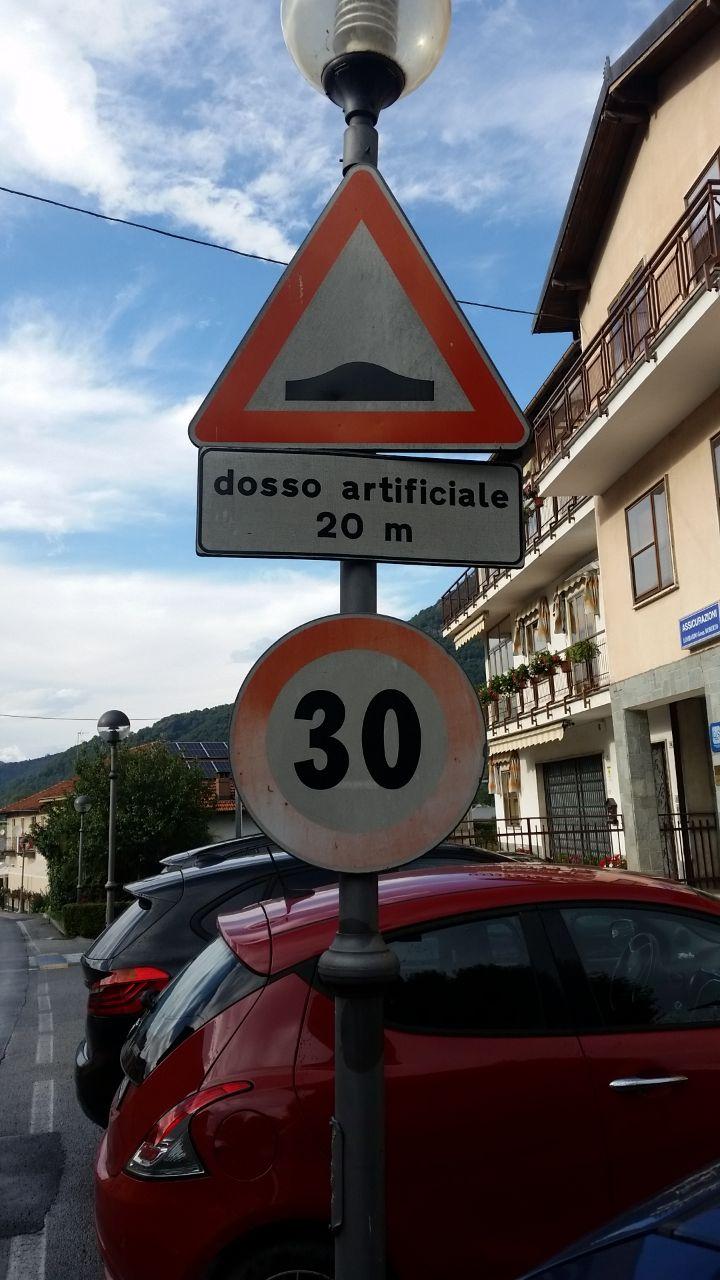 dosso artificiale
20 m
30
ASSICURAZIONI